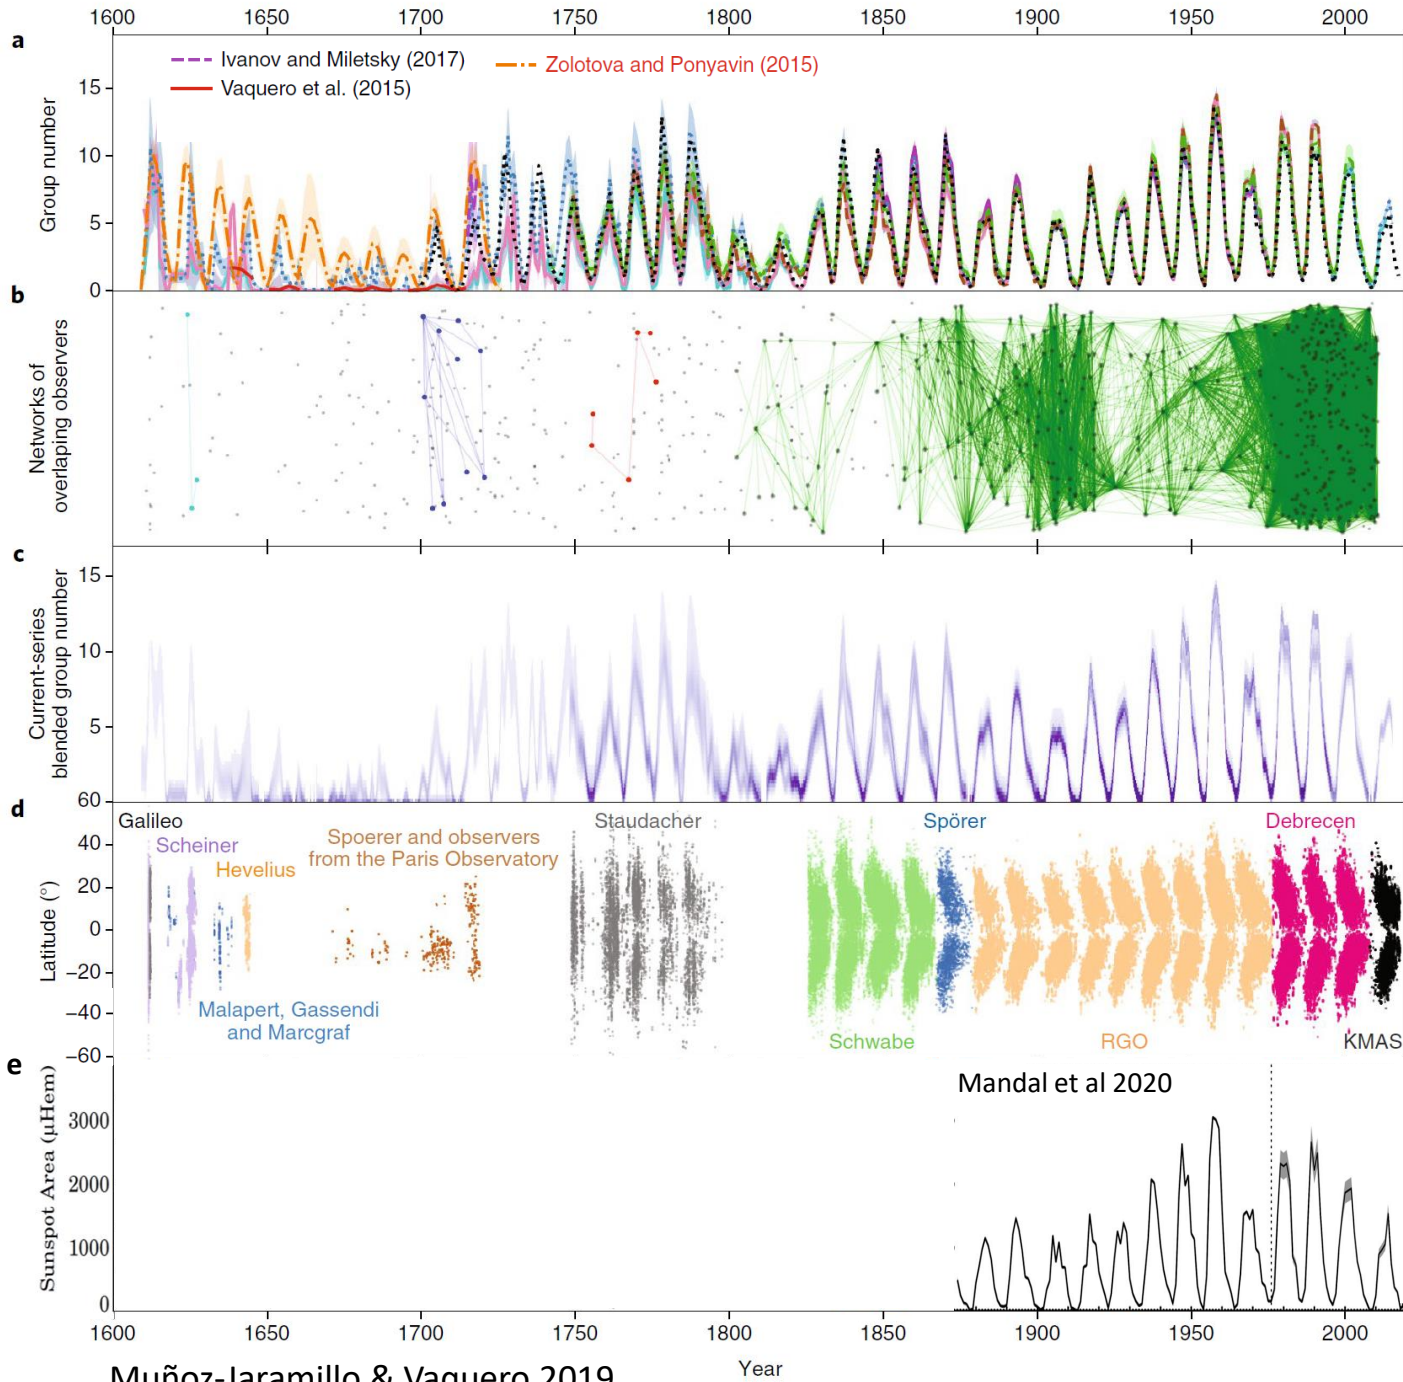 1600 1650 1700 1750 1800 1850 1900 1950 2000
a
Ivanov and Miletsky (2017)
Zolotova and Ponyavin (2015)
Vaquero et al. (2015)
Group number
15
10
5
0
b
Networks of
overlaping observers
c
Current-series
blended group number
15
10
5
60
d
Galileo
Scheiner
Hevelius
Spoerer and observers
from the Paris Observatory
Staudacher
Spörer
Debrecen
Latitude (°)
40
20
0
−20
−40
−60
Malapert, Gassendi
and Marcgraf
Schwabe
RGO
KMAS
e
Mandal et al 2020
Sunspot Area (μHem)
3000
2000
1000
0
1600 1650 1700 1750 1800 1850 1900 1950 2000
Year
Muñoz-Jaramillo & Vaquero 2019